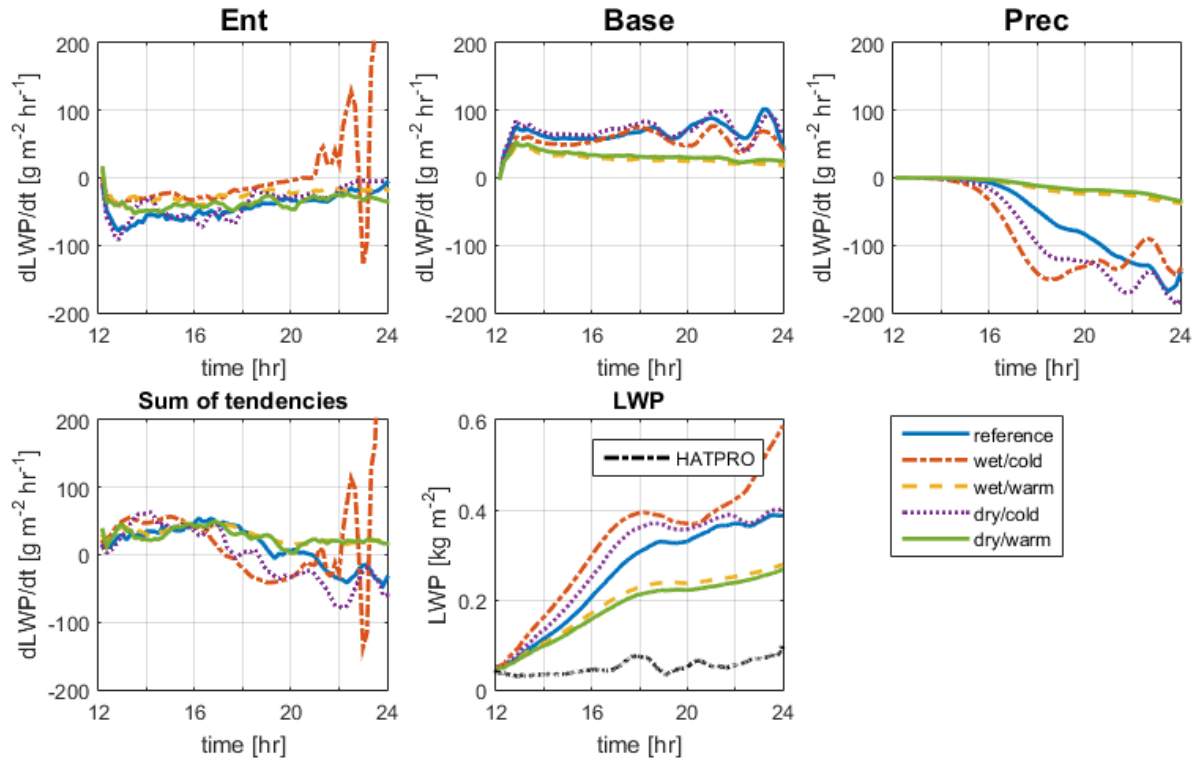 Ent
Base
Prec
200
100
0
-100
-200
dLWP/dt [g m⁻² hr⁻¹]
12
16
20
24
time [hr]
200
100
0
-100
-200
dLWP/dt [g m⁻² hr⁻¹]
12
16
20
24
time [hr]
200
100
0
-100
-200
dLWP/dt [g m⁻² hr⁻¹]
12
16
20
24
time [hr]
Sum of tendencies
200
100
0
-100
-200
dLWP/dt [g m⁻² hr⁻¹]
12
16
20
24
time [hr]
LWP
0.6
0.4
0.2
0
LWP [kg m⁻²]
HATPRO
12
16
20
24
time [hr]
reference
wet/cold
wet/warm
dry/cold
dry/warm